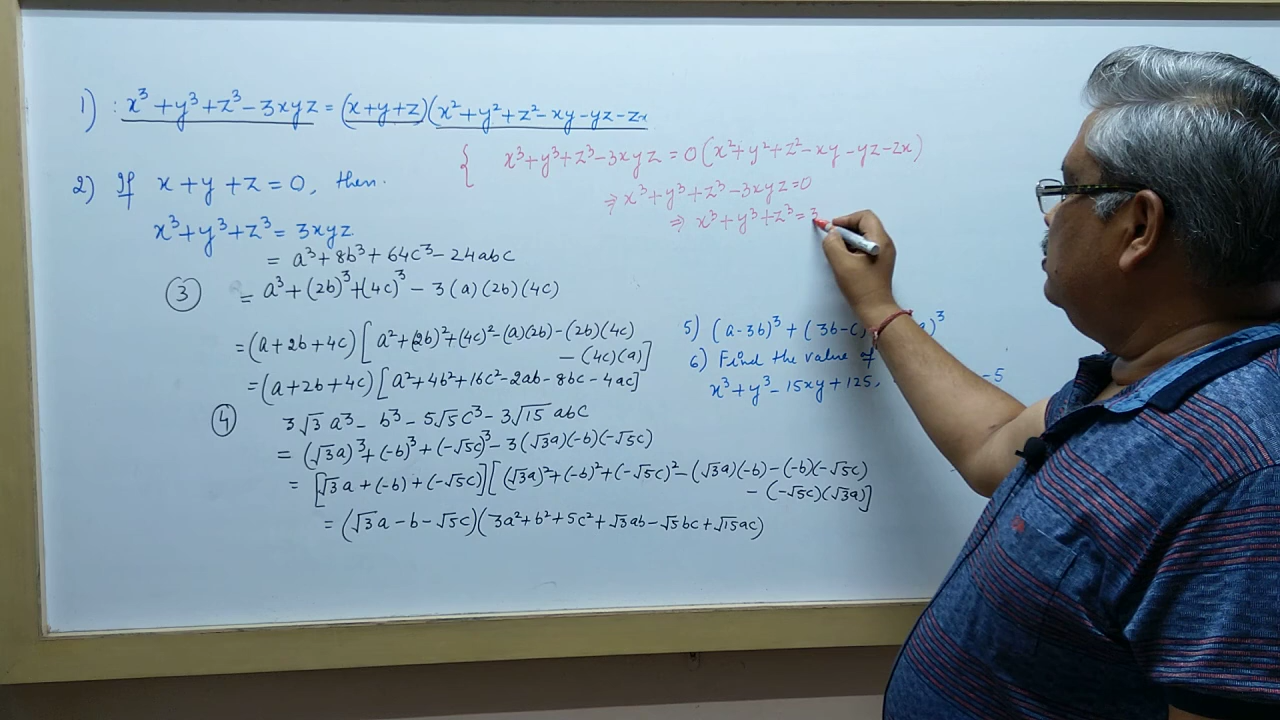 1) : x³ + y³ + z³ - 3xyz = (x+y+z)(x² + y² + z² - xy - yz - zx
{ x³ + y³ + z³ - 3xyz = 0 (x² + y² + z² - xy - yz - zx)
⇒ x³ + y³ + z³ - 3xyz = 0
⇒ x³ + y³ + z³ = 3
2) If x + y + z = 0, then.
x³ + y³ + z³ = 3xyz.
= a³ + 8b³ + 64c³ - 24abc
③ = a³ + (2b)³ + (4c)³ - 3(a)(2b)(4c)
= (a + 2b + 4c) [a² + (2b)² + (4c)² - (a)(2b) - (2b)(4c)
- (4c)(a)]
= (a + 2b + 4c) [a² + 4b² + 16c² - 2ab - 8bc - 4ac]
④ 3√3 a³ - b³ - 5√5c³ - 3√15 abc
= (√3a)³ + (-b)³ + (-√5c)³ - 3(√3a)(-b)(-√5c)
= [√3a + (-b) + (-√5c)] [(√3a)² + (-b)² + (-√5c)² - (√3a)(-b) - (-b)(-√5c)
- (-√5c)(√3a)]
= (√3a - b - √5c)(3a² + b² + 5c² + √3ab - √5bc + √15ac)
5) (a-3b)³ + (3b-c a)³
6) Find the value of
x³ + y³ - 15xy + 125, -5